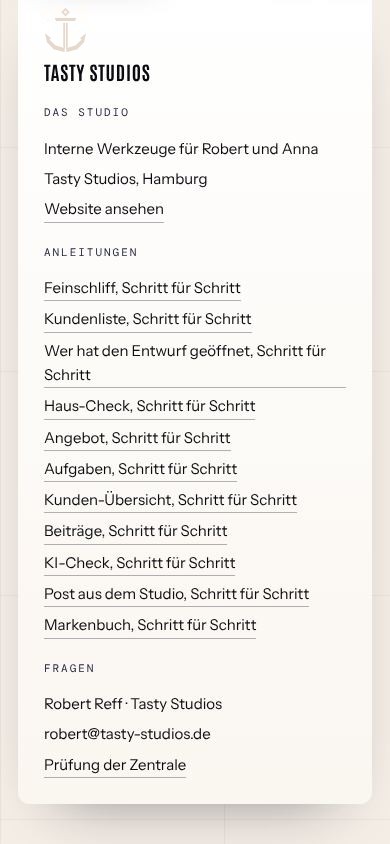 TASTY STUDIOS
DAS STUDIO
Interne Werkzeuge für Robert und Anna
Tasty Studios, Hamburg
Website ansehen
ANLEITUNGEN
Feinschliff, Schritt für Schritt
Kundenliste, Schritt für Schritt
Wer hat den Entwurf geöffnet, Schritt für
Schritt
Haus-Check, Schritt für Schritt
Angebot, Schritt für Schritt
Aufgaben, Schritt für Schritt
Kunden-Übersicht, Schritt für Schritt
Beiträge, Schritt für Schritt
KI-Check, Schritt für Schritt
Post aus dem Studio, Schritt für Schritt
Markenbuch, Schritt für Schritt
FRAGEN
Robert Reff · Tasty Studios
robert@tasty-studios.de
Prüfung der Zentrale